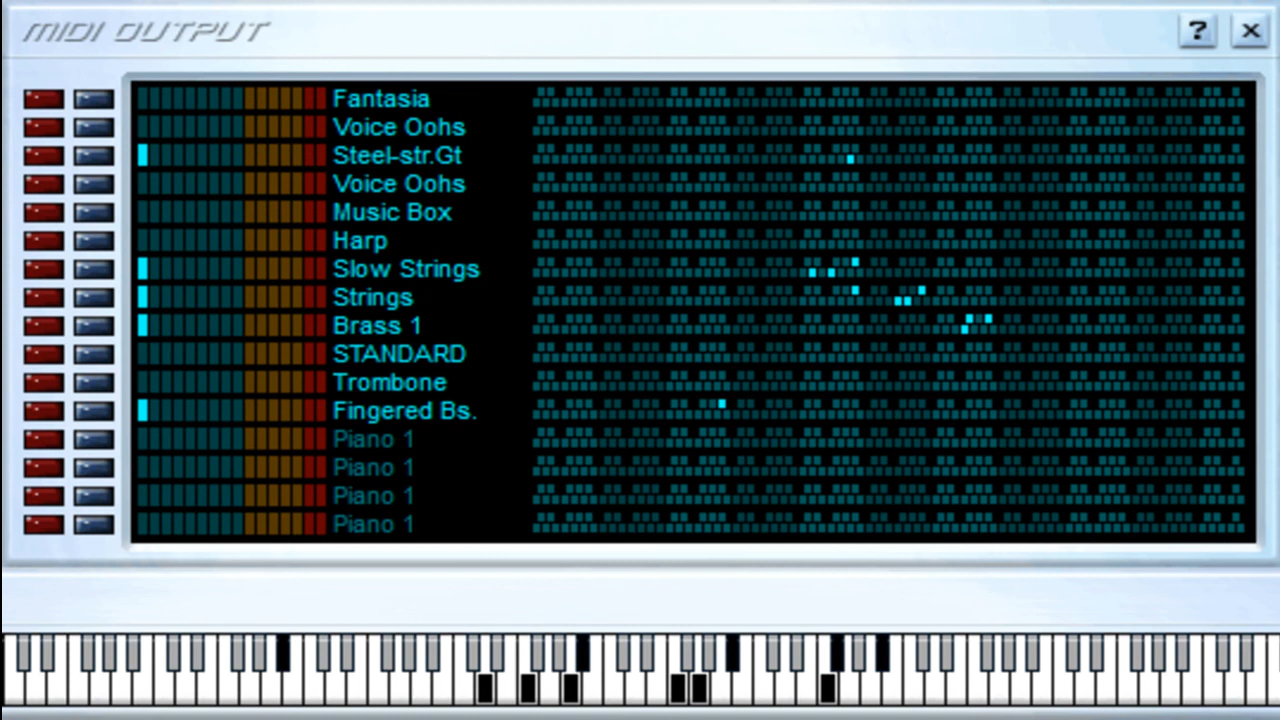 MIDI OUTPUT
? ×
Fantasia
Voice Oohs
Steel-str.Gt
Voice Oohs
Music Box
Harp
Slow Strings
Strings
Brass 1
STANDARD
Trombone
Fingered Bs.
Piano 1
Piano 1
Piano 1
Piano 1